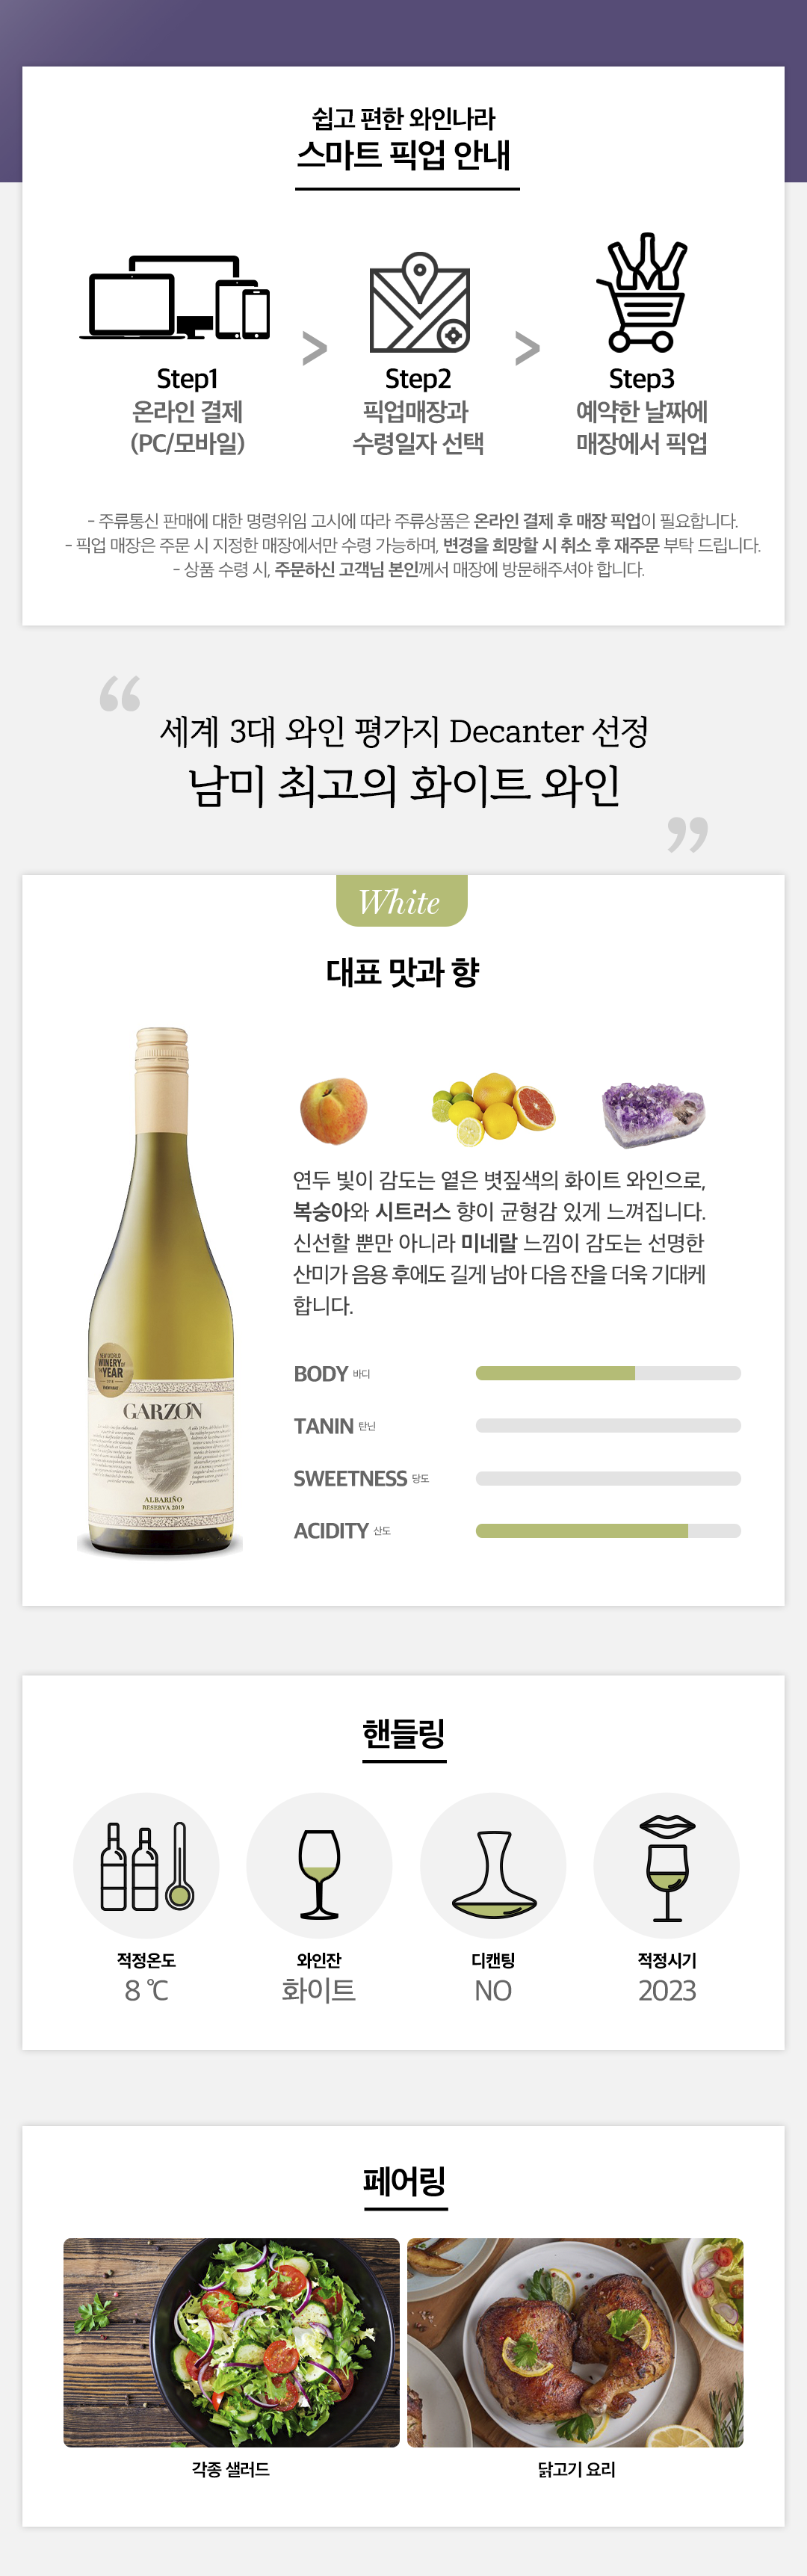 쉽고 편한 와인나라
스마트 픽업 안내
Step1
온라인 결제
(PC/모바일)
>
Step2
픽업매장과
수령일자 선택
>
Step3
예약한 날짜에
매장에서 픽업
- 주류통신 판매에 대한 명령위임 고시에 따라 주류상품은 온라인 결제 후 매장 픽업이 필요합니다.
- 픽업 매장은 주문 시 지정한 매장에서만 수령 가능하며, 변경을 희망할 시 취소 후 재주문 부탁 드립니다.
- 상품 수령 시, 주문하신 고객님 본인께서 매장에 방문해주셔야 합니다.
“
세계 3대 와인 평가지 Decanter 선정
남미 최고의 화이트 와인
”
White
대표 맛과 향
연두 빛이 감도는 옅은 볏짚색의 화이트 와인으로,
복숭아와 시트러스 향이 균형감 있게 느껴집니다.
신선할 뿐만 아니라 미네랄 느낌이 감도는 선명한
산미가 음용 후에도 길게 남아 다음 잔을 더욱 기대케
합니다.
WINERY OF
THE YEAR
GARZÓN
ALBARIÑO
RESERVA 2019
BODY 바디
TANIN 탄닌
SWEETNESS 당도
ACIDITY 산도
핸들링
적정온도
8 ℃
와인잔
화이트
디캔팅
NO
적정시기
2023
페어링
각종 샐러드
닭고기 요리